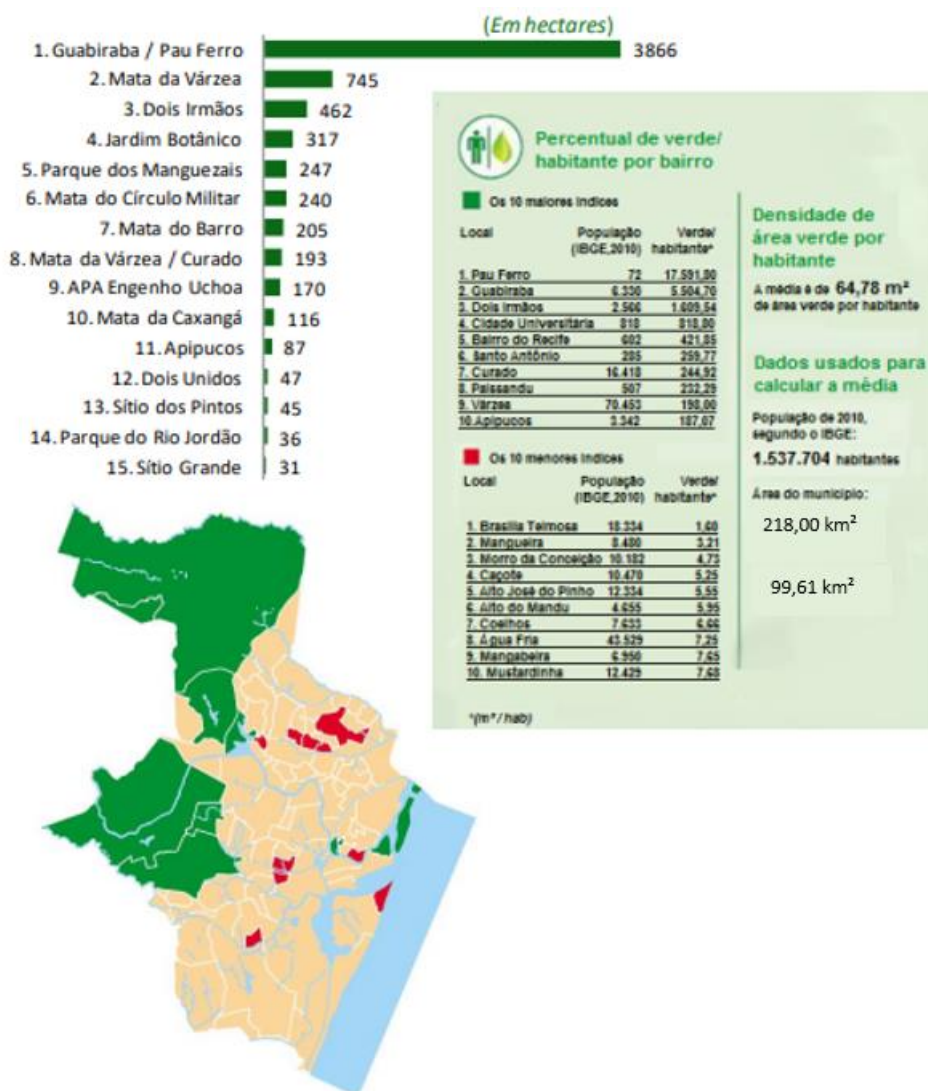 (Em hectares)
1. Guabiraba / Pau Ferro 3866
2. Mata da Várzea 745
3. Dois Irmãos 462
4. Jardim Botânico 317
5. Parque dos Manguezais 247
6. Mata do Círculo Militar 240
7. Mata do Barro 205
8. Mata da Várzea / Curado 193
9. APA Engenho Uchoa 170
10. Mata da Caxangá 116
11. Apipucos 87
12. Dois Unidos 47
13. Sítio dos Pintos 45
14. Parque do Rio Jordão 36
15. Sítio Grande 31
Percentual de verde/
habitante por bairro
Os 10 maiores índices
Local População Verde/
(IBGE,2010) habitante*
1. Pau Ferro 72 17.591,80
2. Guabiraba 6.330 5.504,70
3. Dois Irmãos 2.566 1.609,54
4. Cidade Universitária 818 818,80
5. Bairro do Recife 602 421,85
6. Santo Antônio 285 259,77
7. Curado 16.418 244,92
8. Paissandu 507 232,29
9. Várzea 70.453 198,00
10.Apipucos 3.342 187,07
Os 10 menores índices
Local População Verde/
(IBGE,2010) habitante*
1. Brasília Teimosa 18.334 1,60
2. Mangueira 8.480 3,21
3. Morro da Conceição 10.182 4,73
4. Caçote 10.470 5,25
5. Alto José do Pinho 12.334 5,55
6. Alto do Mandu 4.655 5,95
7. Coelhos 7.633 6,66
8. Água Fria 43.529 7,25
9. Mangabeira 6.950 7,65
10. Mustardinha 12.429 7,68
*(m²/hab)
Densidade de
área verde por
habitante
A média é de 64,78 m²
de área verde por habitante
Dados usados para
calcular a média
População de 2010,
segundo o IBGE:
1.537.704 habitantes
Área do município:
218,00 km²
99,61 km²